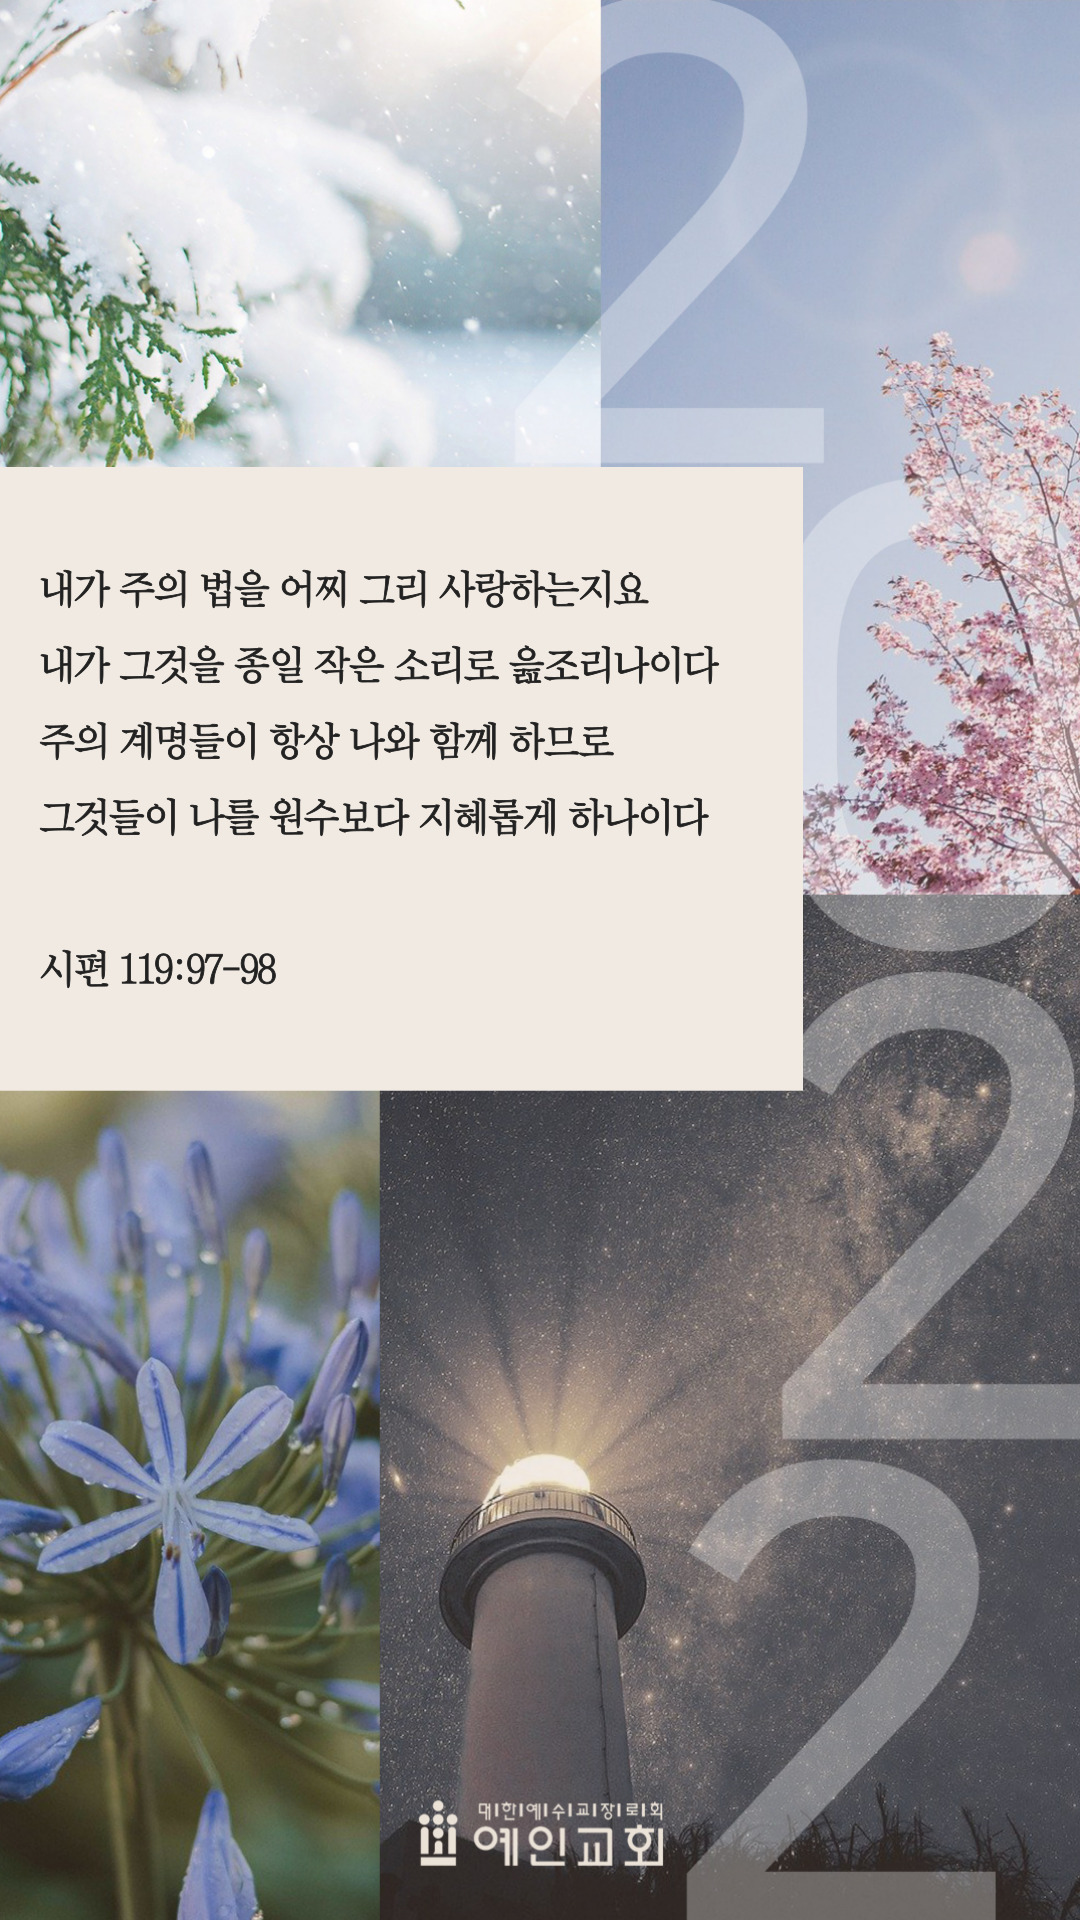 2022
내가 주의 법을 어찌 그리 사랑하는지요
내가 그것을 종일 작은 소리로 읊조리나이다
주의 계명들이 항상 나와 함께 하므로
그것들이 나를 원수보다 지혜롭게 하나이다
시편 119:97-98
대한예수교장로회
예인교회